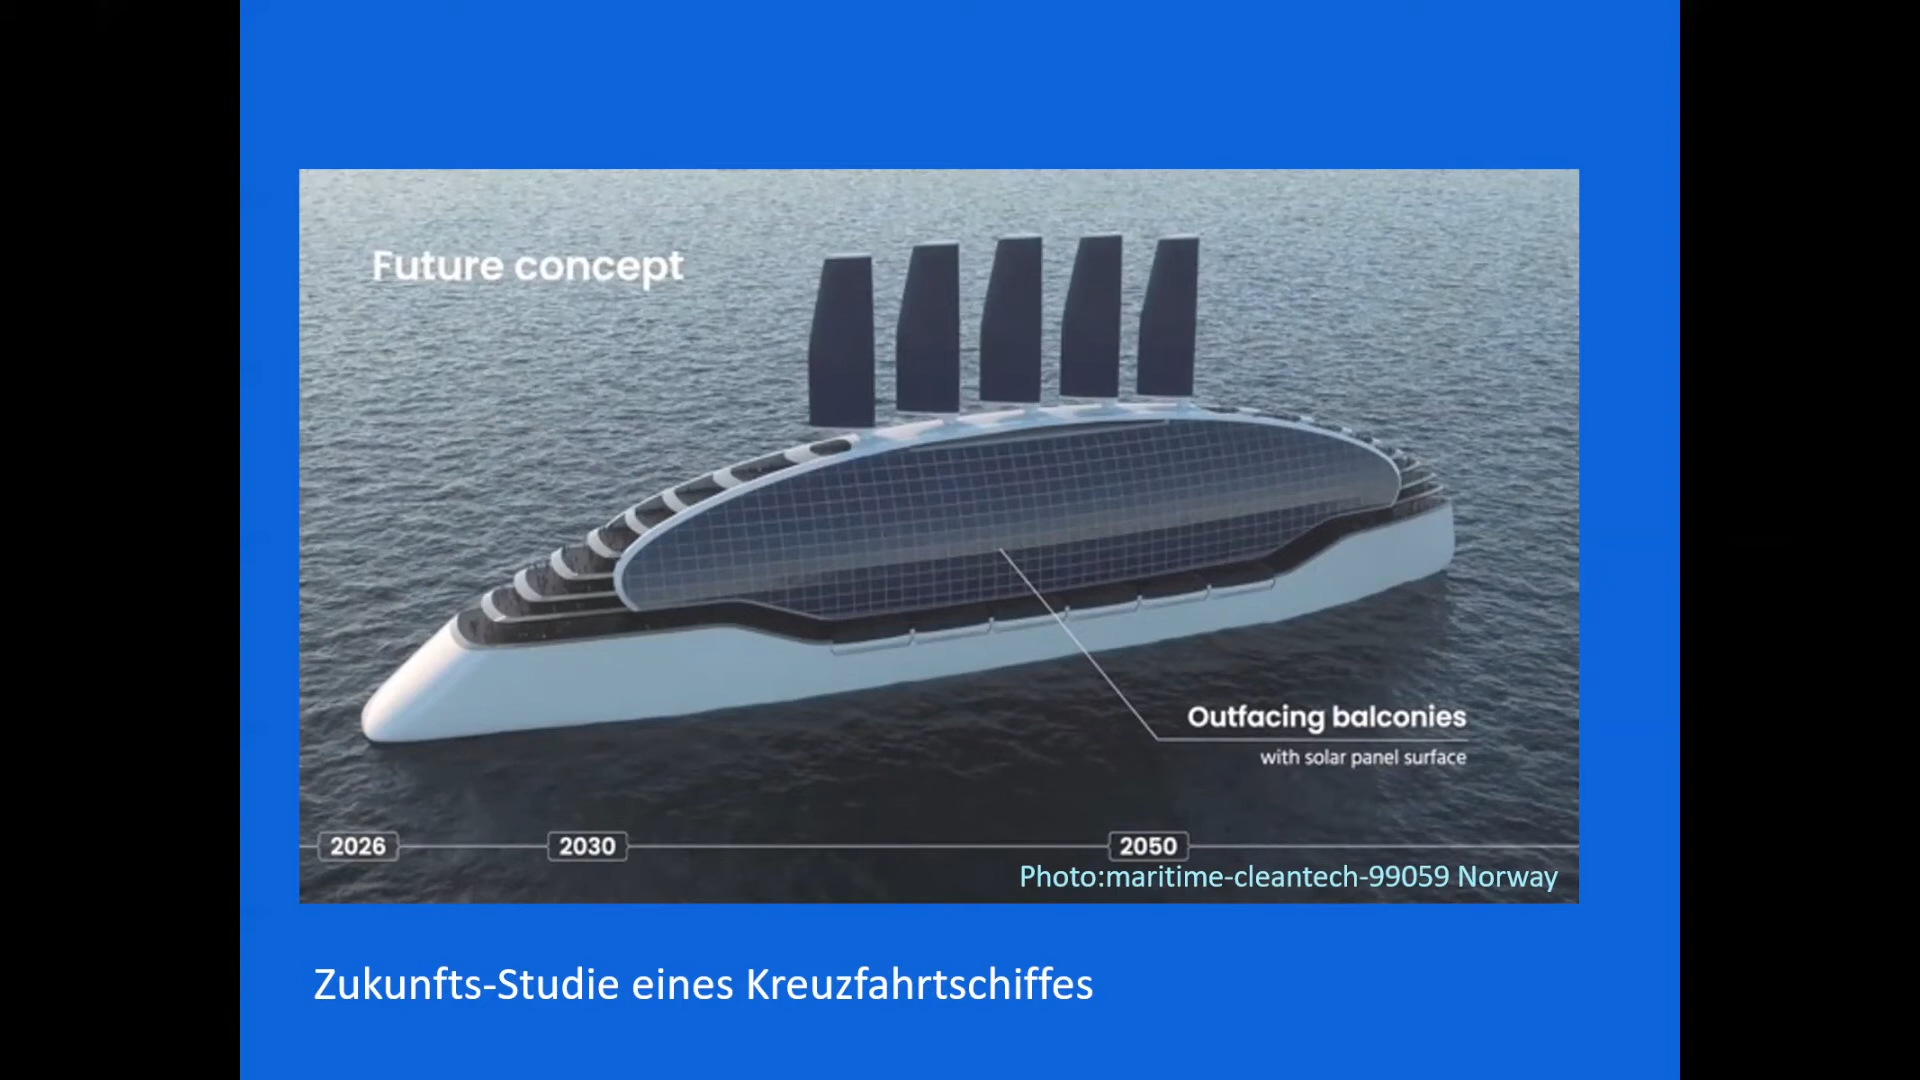 Future concept
Outfacing balconies
with solar panel surface
2026
2030
2050
Photo:maritime-cleantech-99059 Norway
Zukunfts-Studie eines Kreuzfahrtschiffes